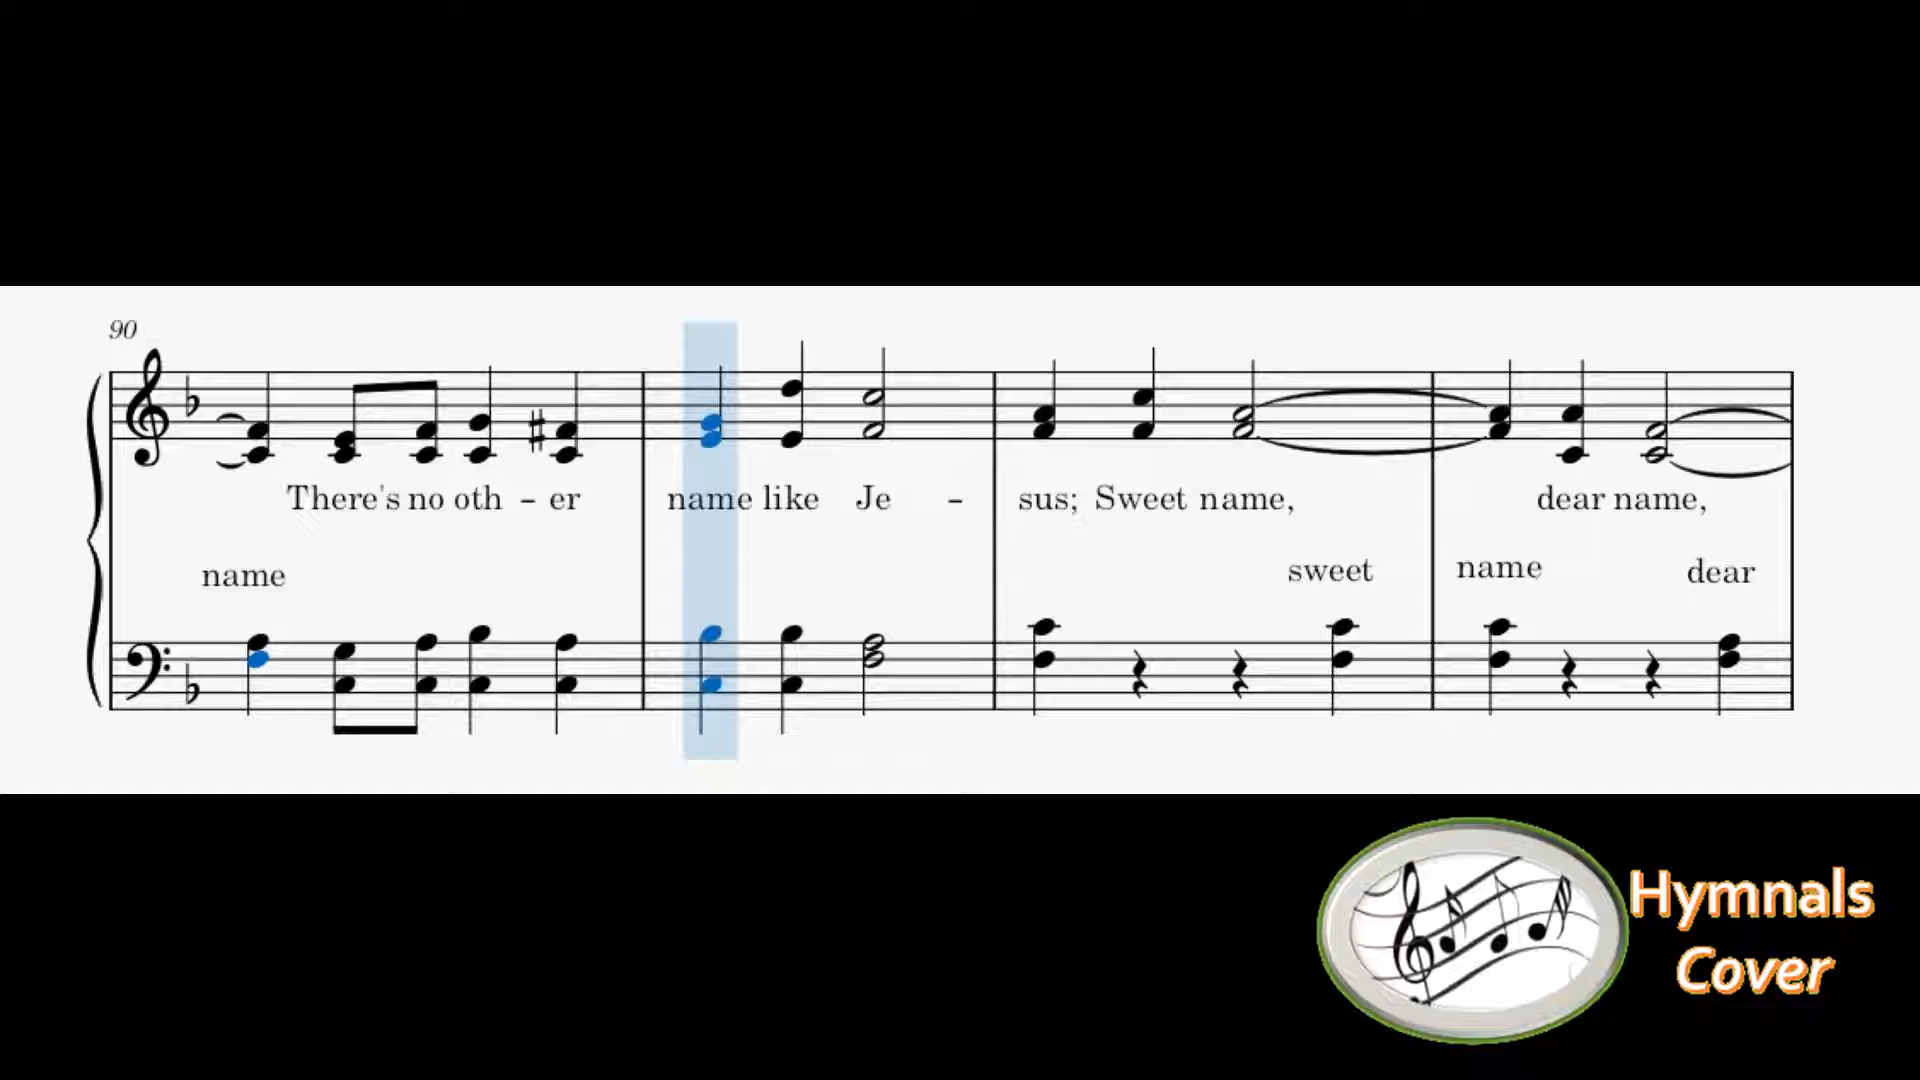 90
There's no oth - er name like Je - sus; Sweet name, dear name,
name sweet name dear
Hymnals
Cover